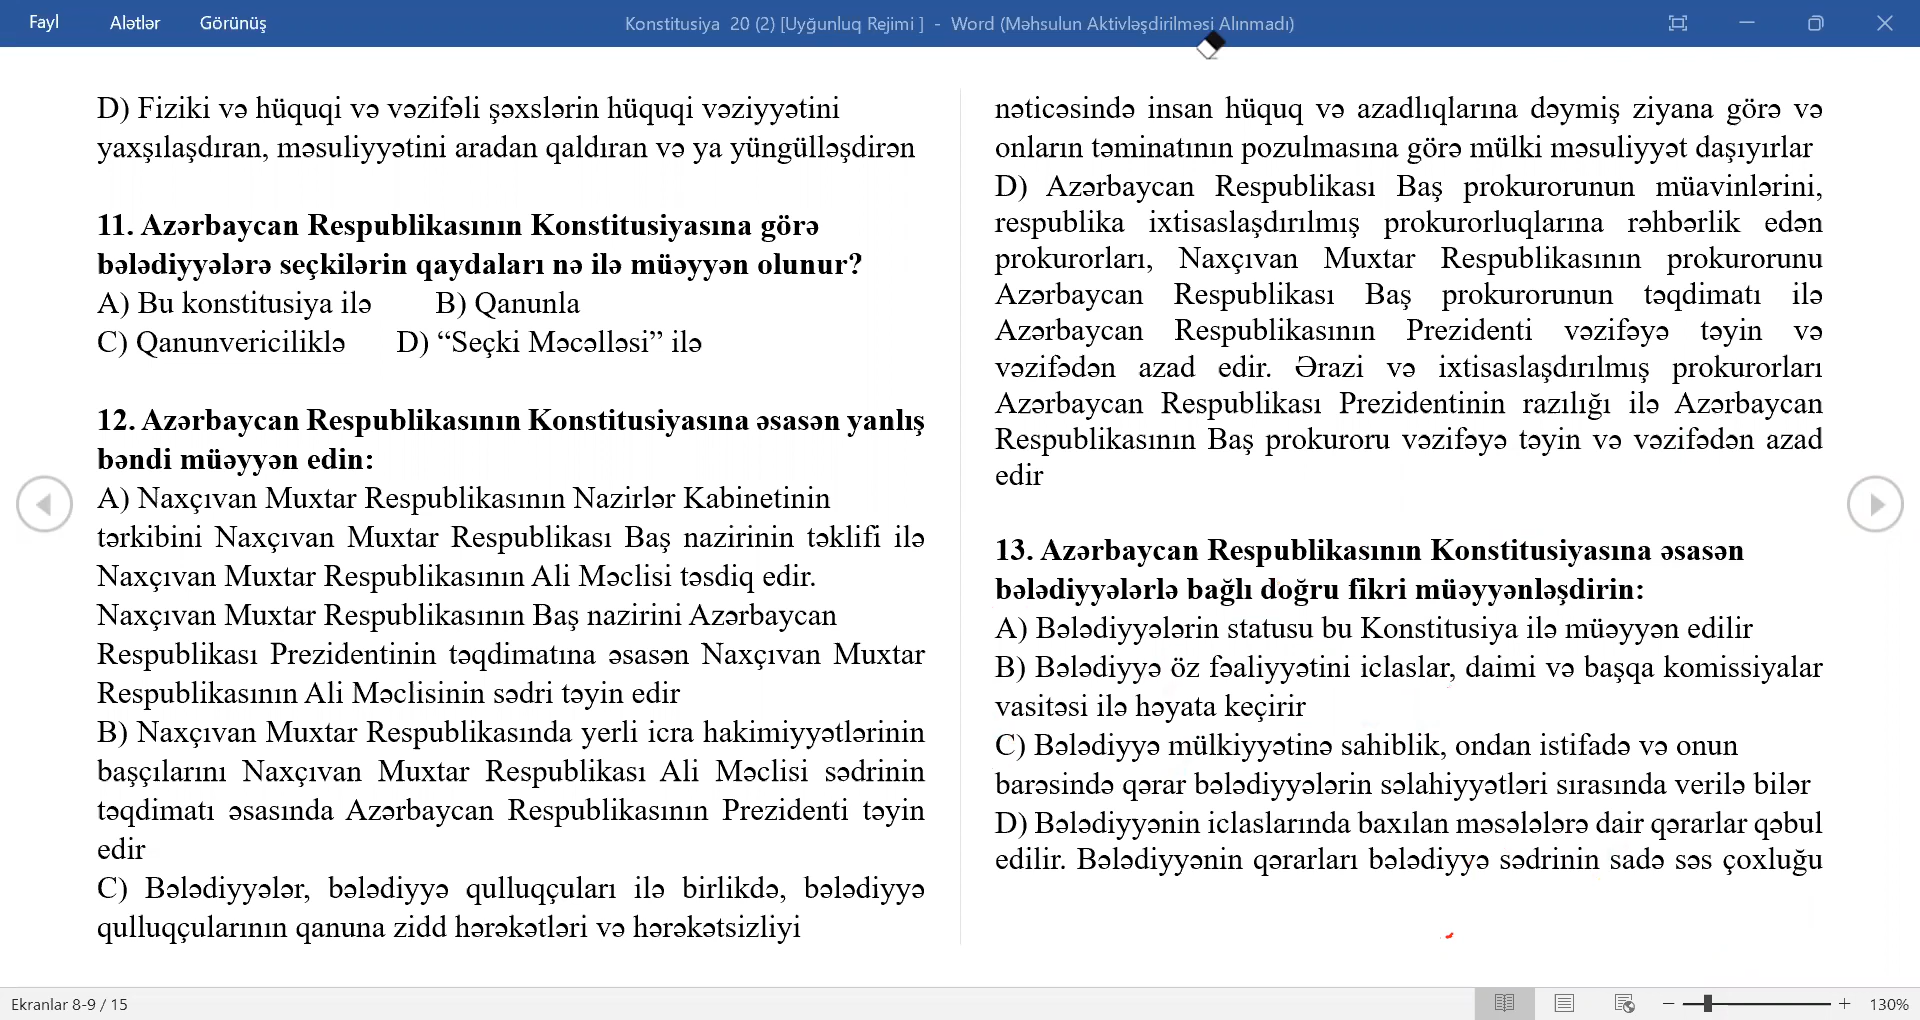 Fayl Alətlər Görünüş Konstitusiya 20 (2) [Uyğunluq Rejimi ] - Word (Məhsulun Aktivləşdirilməsi Alınmadı)
D) Fiziki və hüquqi və vəzifəli şəxslərin hüquqi vəziyyətini
yaxşılaşdıran, məsuliyyətini aradan qaldıran və ya yüngülləşdirən
11. Azərbaycan Respublikasının Konstitusiyasına görə
bələdiyyələrə seçkilərin qaydaları nə ilə müəyyən olunur?
A) Bu konstitusiya ilə B) Qanunla
C) Qanunvericiliklə D) “Seçki Məcəlləsi” ilə
12. Azərbaycan Respublikasının Konstitusiyasına əsasən yanlış
bəndi müəyyən edin:
A) Naxçıvan Muxtar Respublikasının Nazirlər Kabinetinin
tərkibini Naxçıvan Muxtar Respublikası Baş nazirinin təklifi ilə
Naxçıvan Muxtar Respublikasının Ali Məclisi təsdiq edir.
Naxçıvan Muxtar Respublikasının Baş nazirini Azərbaycan
Respublikası Prezidentinin təqdimatına əsasən Naxçıvan Muxtar
Respublikasının Ali Məclisinin sədri təyin edir
B) Naxçıvan Muxtar Respublikasında yerli icra hakimiyyətlərinin
başçılarını Naxçıvan Muxtar Respublikası Ali Məclisi sədrinin
təqdimatı əsasında Azərbaycan Respublikasının Prezidenti təyin
edir
C) Bələdiyyələr, bələdiyyə qulluqçuları ilə birlikdə, bələdiyyə
qulluqçularının qanuna zidd hərəkətləri və hərəkətsizliyi
nəticəsində insan hüquq və azadlıqlarına dəymiş ziyana görə və
onların təminatının pozulmasına görə mülki məsuliyyət daşıyırlar
D) Azərbaycan Respublikası Baş prokurorunun müavinlərini,
respublika ixtisaslaşdırılmış prokurorluqlarına rəhbərlik edən
prokurorları, Naxçıvan Muxtar Respublikasının prokurorunu
Azərbaycan Respublikası Baş prokurorunun təqdimatı ilə
Azərbaycan Respublikasının Prezidenti vəzifəyə təyin və
vəzifədən azad edir. Ərazi və ixtisaslaşdırılmış prokurorları
Azərbaycan Respublikası Prezidentinin razılığı ilə Azərbaycan
Respublikasının Baş prokuroru vəzifəyə təyin və vəzifədən azad
edir
13. Azərbaycan Respublikasının Konstitusiyasına əsasən
bələdiyyələrlə bağlı doğru fikri müəyyənləşdirin:
A) Bələdiyyələrin statusu bu Konstitusiya ilə müəyyən edilir
B) Bələdiyyə öz fəaliyyətini iclaslar, daimi və başqa komissiyalar
vasitəsi ilə həyata keçirir
C) Bələdiyyə mülkiyyətinə sahiblik, ondan istifadə və onun
barəsində qərar bələdiyyələrin səlahiyyətləri sırasında verilə bilər
D) Bələdiyyənin iclaslarında baxılan məsələlərə dair qərarlar qəbul
edilir. Bələdiyyənin qərarları bələdiyyə sədrinin sadə səs çoxluğu
Ekranlar 8-9 / 15 130%